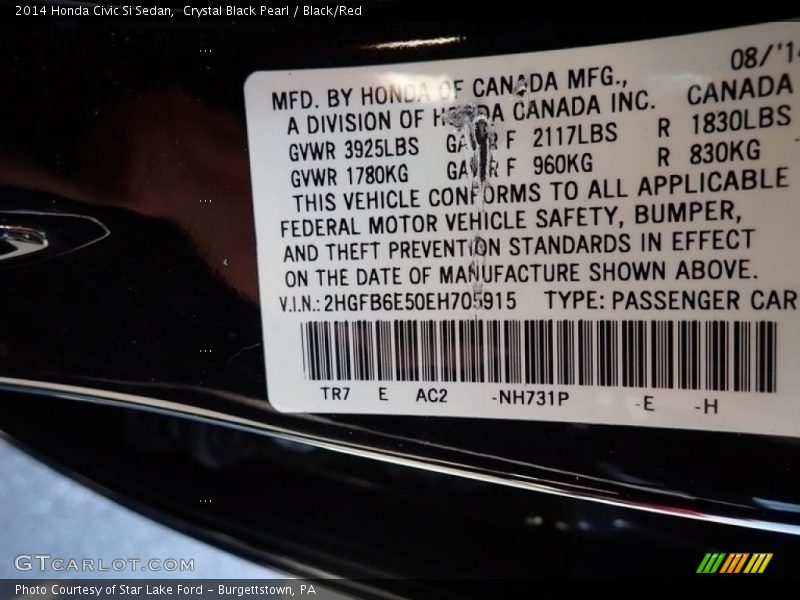 2014 Honda Civic Si Sedan,  Crystal Black Pearl / Black/Red
08/'14
MFD. BY HONDA OF CANADA MFG.,
A DIVISION OF HONDA CANADA INC. CANADA
GVWR 3925LBS GAWR F 2117LBS R 1830LBS
GVWR 1780KG GAWR F 960KG R 830KG
THIS VEHICLE CONFORMS TO ALL APPLICABLE
FEDERAL MOTOR VEHICLE SAFETY, BUMPER,
AND THEFT PREVENTION STANDARDS IN EFFECT
ON THE DATE OF MANUFACTURE SHOWN ABOVE.
V.I.N.: 2HGFB6E50EH705915 TYPE: PASSENGER CAR
TR7 E AC2 -NH731P -E -H
GTCARLOT.COM
Photo Courtesy of Star Lake Ford - Burgettstown, PA